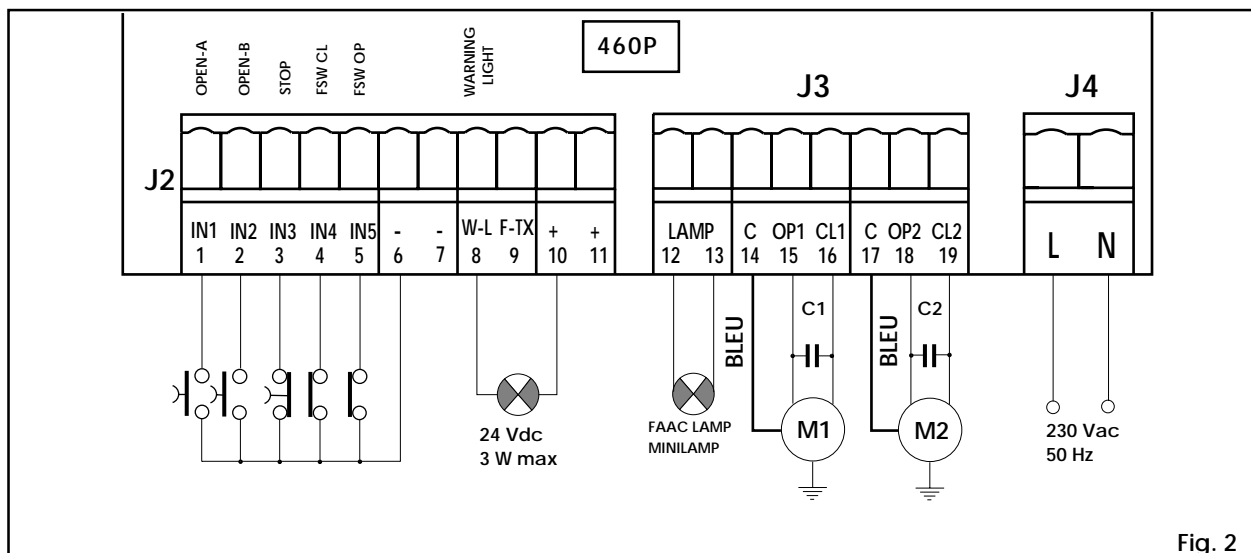 460P
OPEN-A
OPEN-B
STOP
FSW CL
FSW OP
WARNING
LIGHT
J3
J4
J2
IN1 IN2 IN3 IN4 IN5 - - W-L F-TX + +
1 2 3 4 5 6 7 8 9 10 11
LAMP C OP1 CL1 C OP2 CL2
12 13 14 15 16 17 18 19
L N
BLEU
C1
BLEU
C2
24 Vdc
3 W max
FAAC LAMP
MINILAMP
M1
M2
230 Vac
50 Hz
Fig. 2